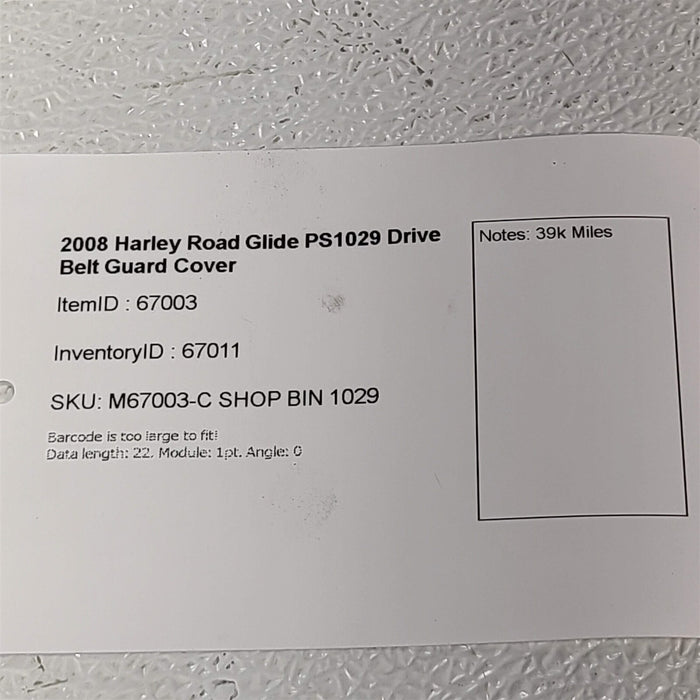 2008 Harley Road Glide PS1029 Drive
Belt Guard Cover
ItemID : 67003
InventoryID : 67011
SKU: M67003-C SHOP BIN 1029
Barcode is too large to fit!
Data length: 22, Module: 1pt. Angle: 0
Notes: 39k Miles